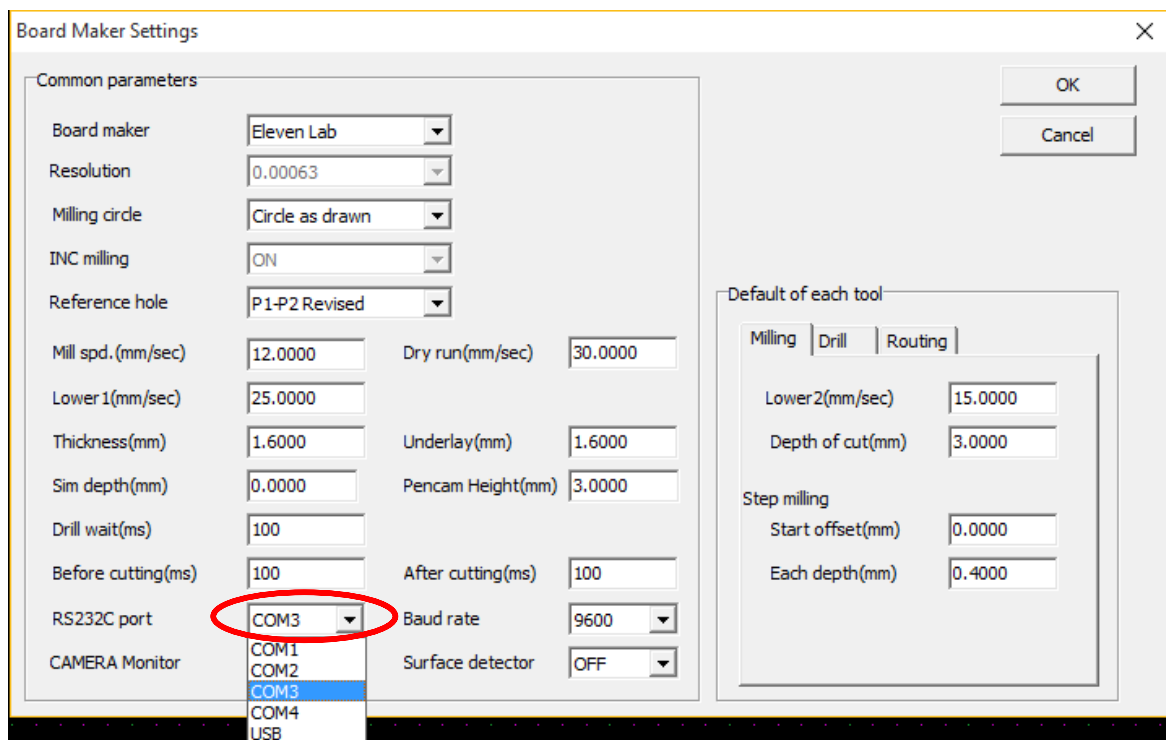 Board Maker Settings
Common parameters
OK
Cancel
Board maker Eleven Lab
Resolution 0.00063
Milling circle Circle as drawn
INC milling ON
Reference hole P1-P2 Revised
Mill spd.(mm/sec) 12.0000 Dry run(mm/sec) 30.0000
Lower1(mm/sec) 25.0000
Thickness(mm) 1.6000 Underlay(mm) 1.6000
Sim depth(mm) 0.0000 Pencam Height(mm) 3.0000
Drill wait(ms) 100
Before cutting(ms) 100 After cutting(ms) 100
RS232C port COM3 Baud rate 9600
CAMERA Monitor Surface detector OFF
COM1
COM2
COM3
COM4
USB
Default of each tool
Milling Drill Routing
Lower2(mm/sec) 15.0000
Depth of cut(mm) 3.0000
Step milling
Start offset(mm) 0.0000
Each depth(mm) 0.4000